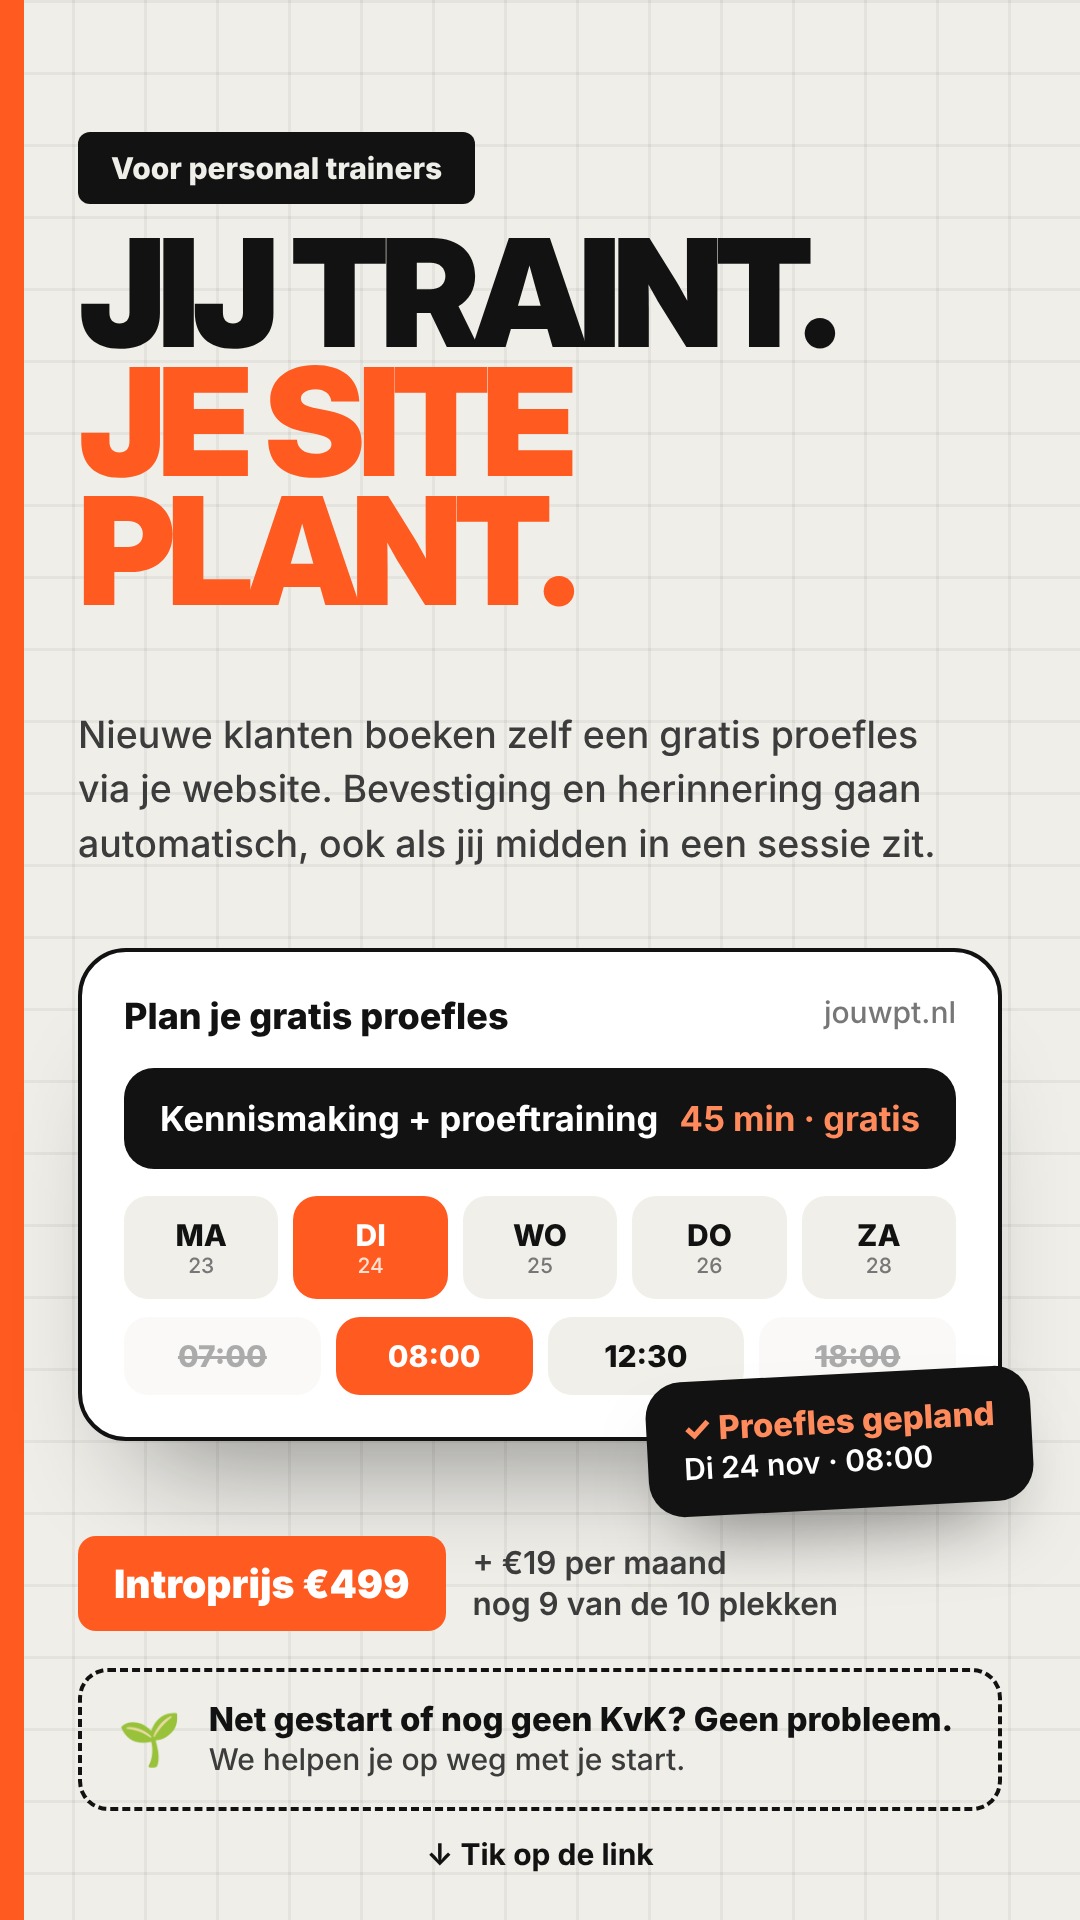 Voor personal trainers
JIJ TRAINT.
JE SITE
PLANT.
Nieuwe klanten boeken zelf een gratis proefles
via je website. Bevestiging en herinnering gaan
automatisch, ook als jij midden in een sessie zit.
Plan je gratis proefles jouwpt.nl
Kennismaking + proeftraining 45 min · gratis
MA DI WO DO ZA
23 24 25 26 28
07:00 08:00 12:30 18:00
✓ Proefles gepland
Di 24 nov · 08:00
Introprijs €499
+ €19 per maand
nog 9 van de 10 plekken
Net gestart of nog geen KvK? Geen probleem.
We helpen je op weg met je start.
↓ Tik op de link